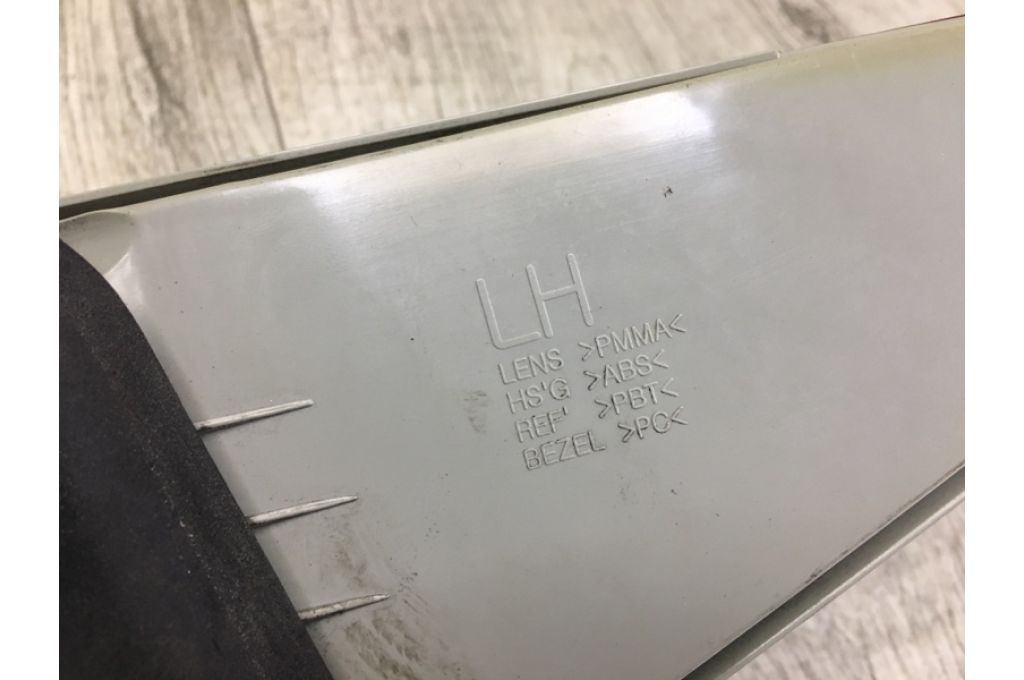 LH
LENS >PMMA<
HS'G >ABS<
REF' >PBT<
BEZEL >PC<